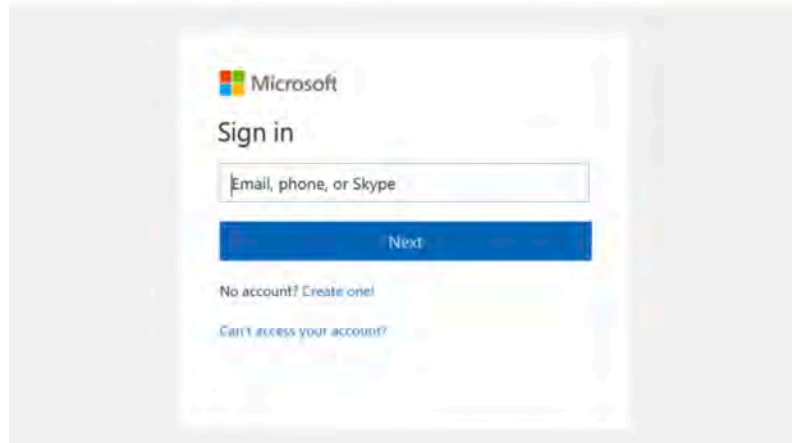 Microsoft
Sign in
Email, phone, or Skype
Next
No account? Create one!
Can't access your account?